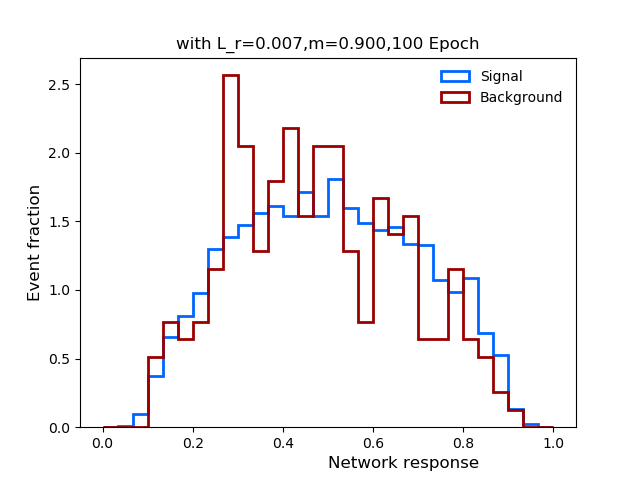 with L_r=0.007,m=0.900,100 Epoch
Signal
Background
Event fraction
2.5
2.0
1.5
1.0
0.5
0.0
0.0 0.2 0.4 0.6 0.8 1.0
Network response